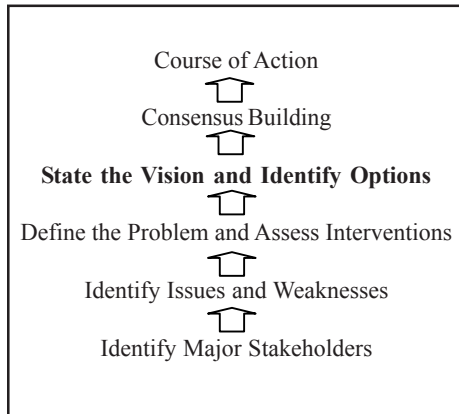 Course of Action
Consensus Building
State the Vision and Identify Options
Define the Problem and Assess Interventions
Identify Issues and Weaknesses
Identify Major Stakeholders